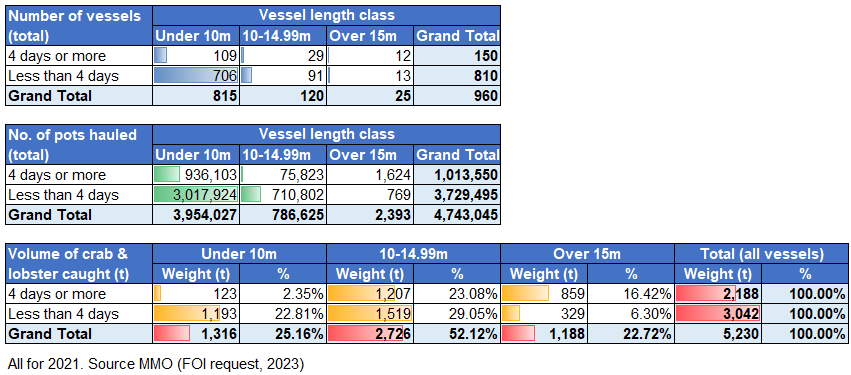 Number of vessels (total) Vessel length class
Under 10m 10-14.99m Over 15m Grand Total
4 days or more 109 29 12 150
Less than 4 days 706 91 13 810
Grand Total 815 120 25 960
No. of pots hauled (total) Vessel length class
Under 10m 10-14.99m Over 15m Grand Total
4 days or more 936,103 75,823 1,624 1,013,550
Less than 4 days 3,017,924 710,802 769 3,729,495
Grand Total 3,954,027 786,625 2,393 4,743,045
Volume of crab & Under 10m 10-14.99m Over 15m Total (all vessels)
lobster caught (t) Weight (t) % Weight (t) % Weight (t) % Weight (t) %
4 days or more 123 2.35% 1,207 23.08% 859 16.42% 2,188 100.00%
Less than 4 days 1,193 22.81% 1,519 29.05% 329 6.30% 3,042 100.00%
Grand Total 1,316 25.16% 2,726 52.12% 1,188 22.72% 5,230 100.00%
All for 2021. Source MMO (FOI request, 2023)